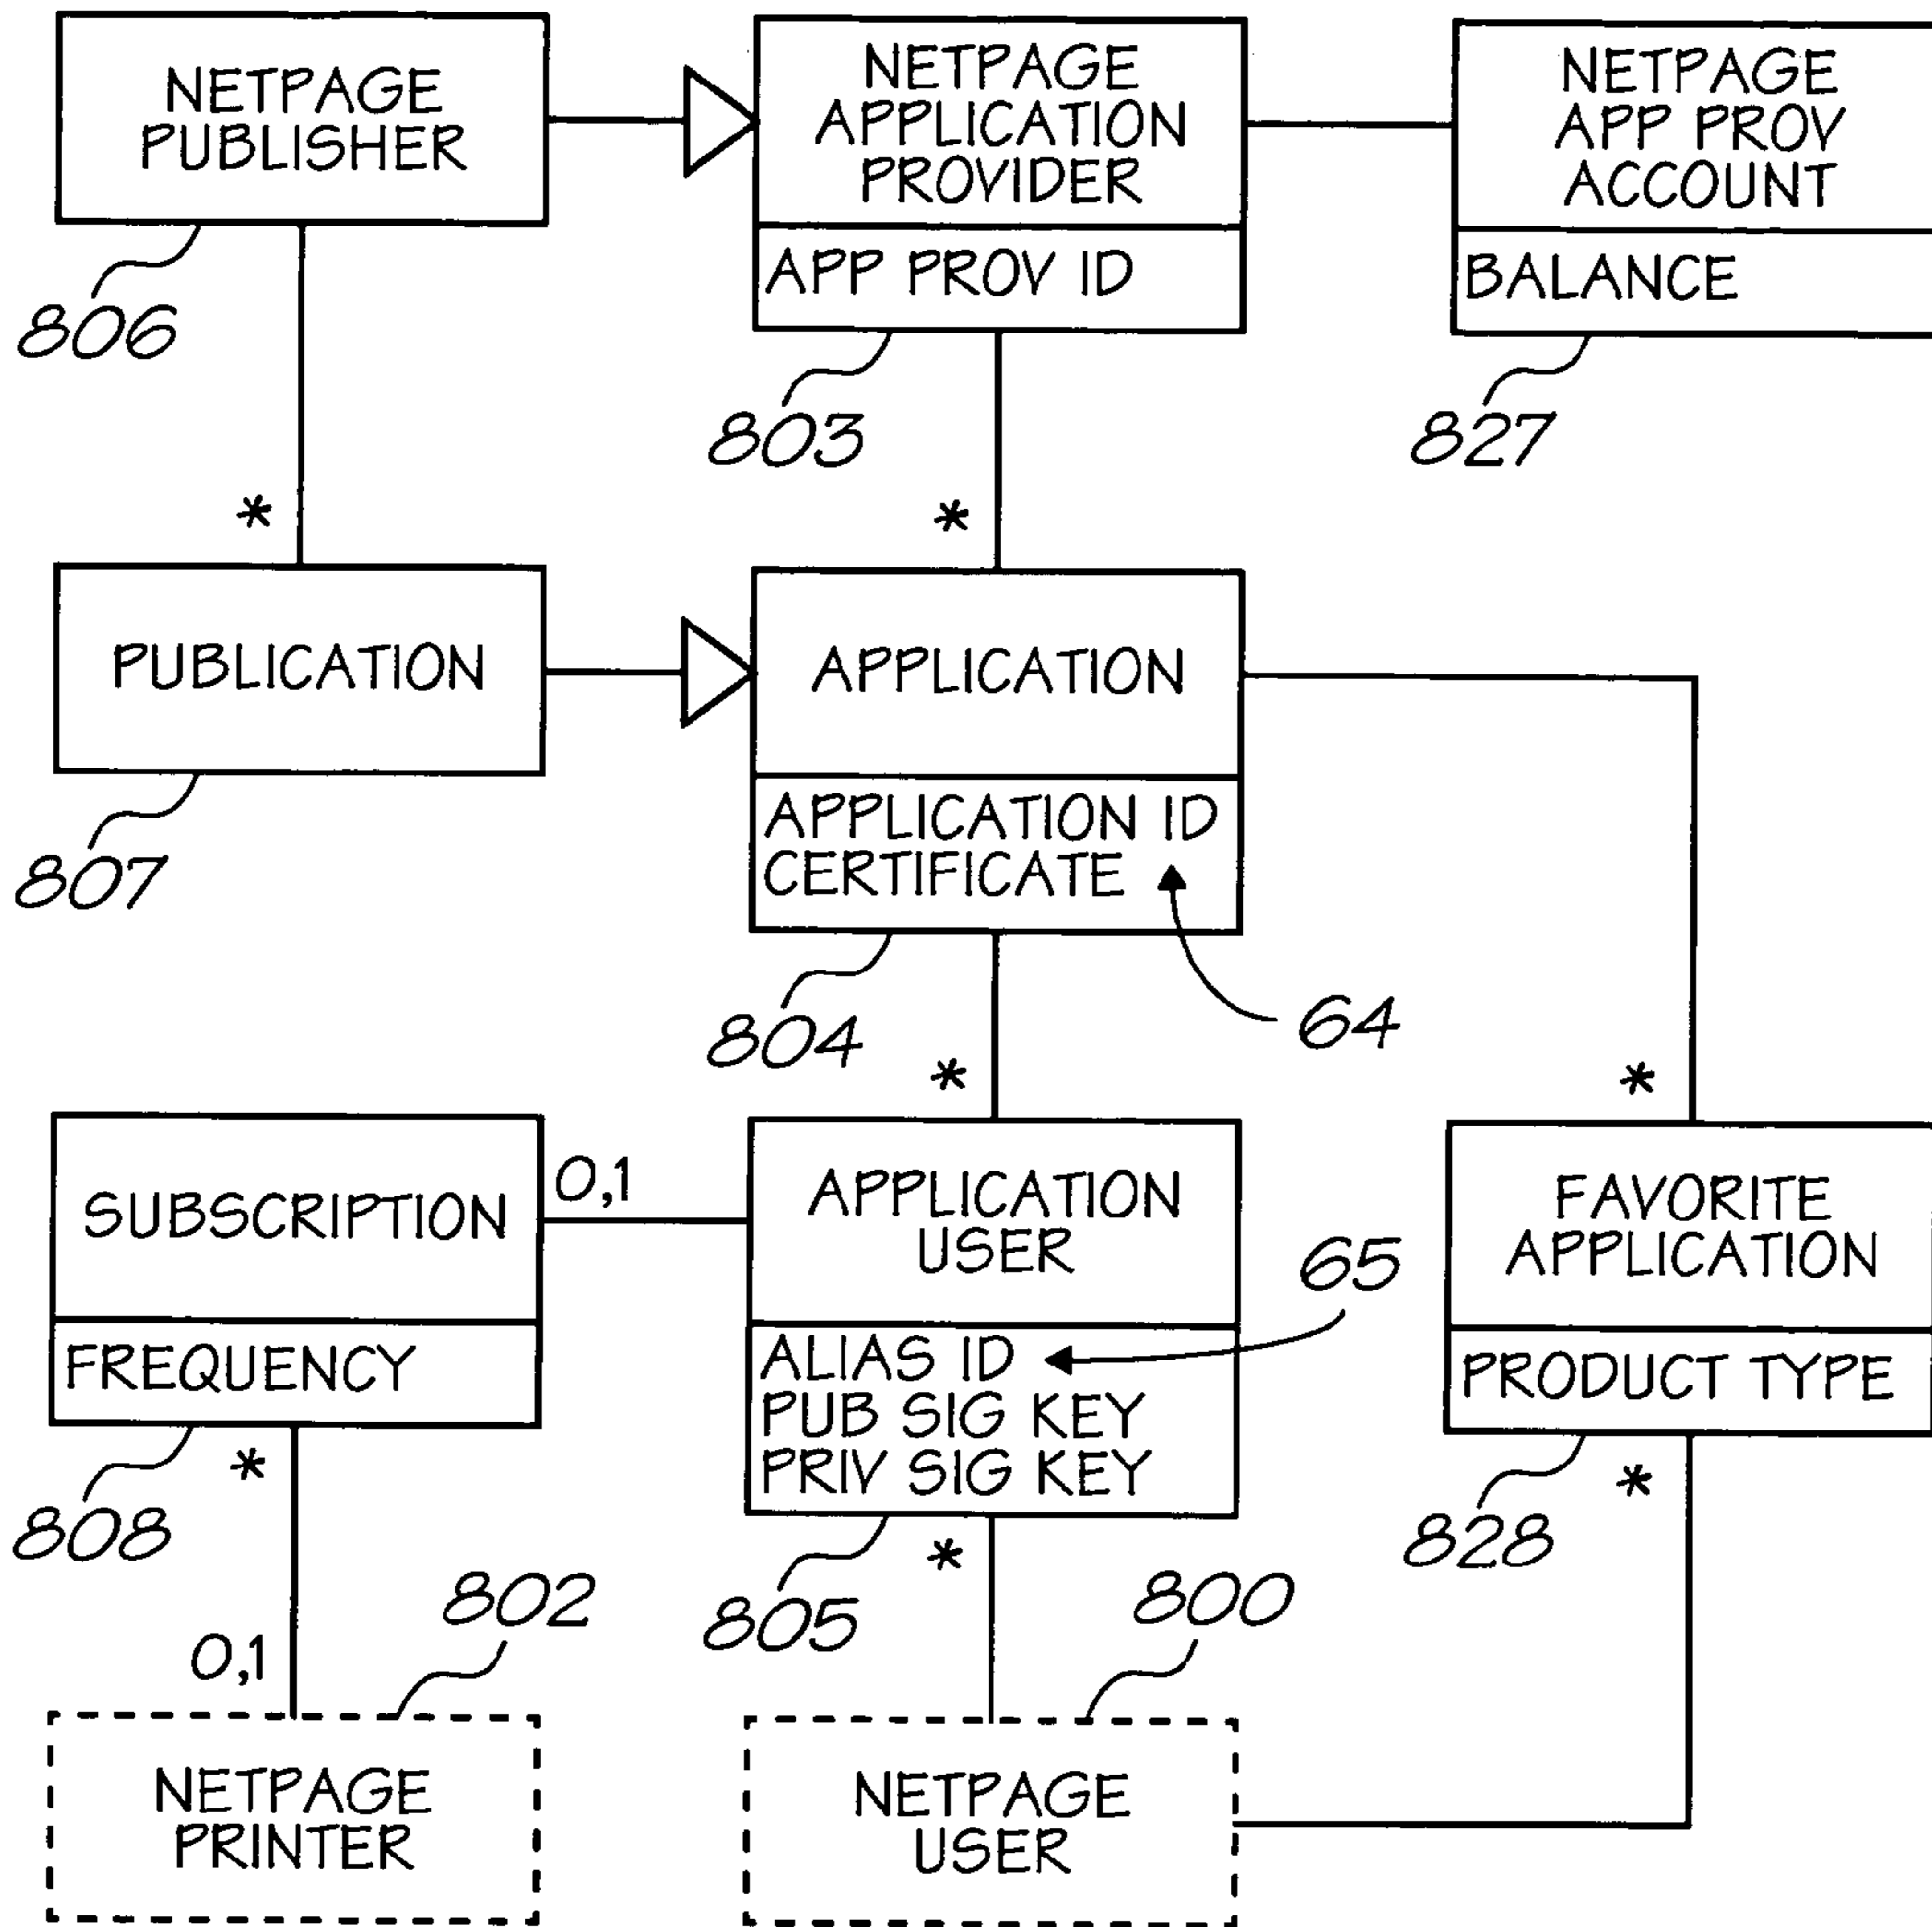 NETPAGE
PUBLISHER
NETPAGE
APPLICATION
PROVIDER
APP PROV ID
NETPAGE
APP PROV
ACCOUNT
BALANCE
806
803
827
*
*
PUBLICATION
APPLICATION
APPLICATION ID
CERTIFICATE
807
804
64
*
*
SUBSCRIPTION
FREQUENCY
0,1
APPLICATION
USER
ALIAS ID
PUB SIG KEY
PRIV SIG KEY
65
FAVORITE
APPLICATION
PRODUCT TYPE
808
*
805
*
828
*
802
800
0,1
NETPAGE
PRINTER
NETPAGE
USER